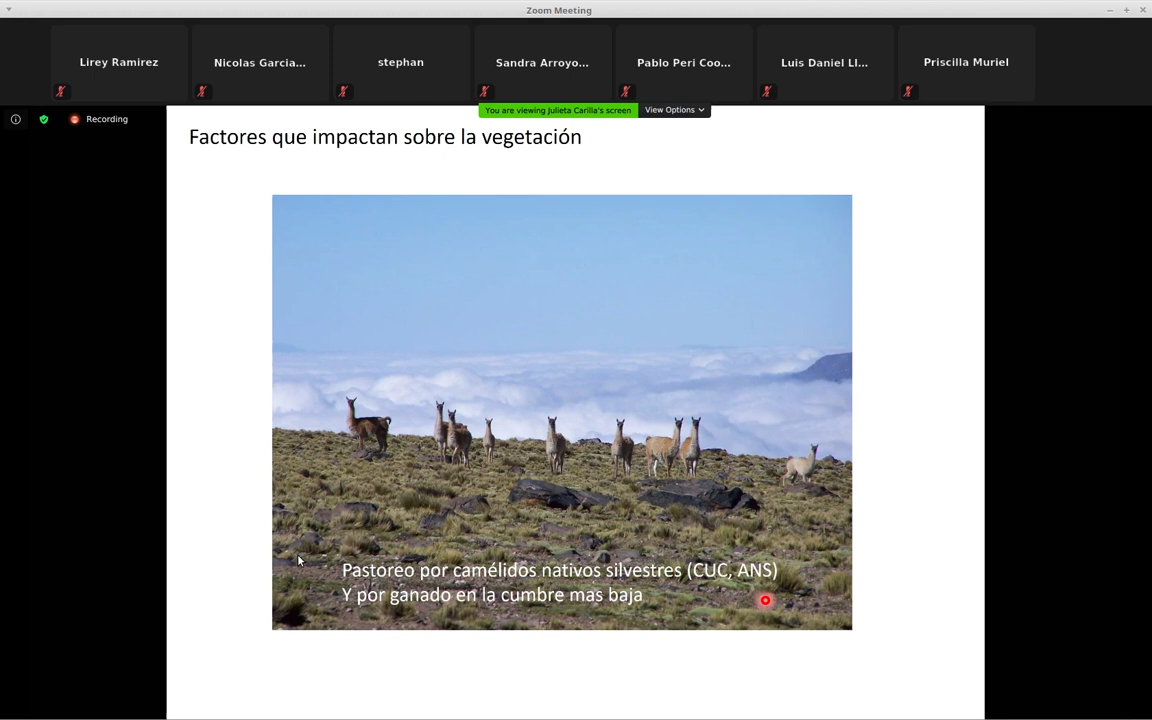 Zoom Meeting
Lirey Ramirez
Nicolas Garcia...
stephan
Sandra Arroyo...
Pablo Peri Coo...
Luis Daniel Ll...
Priscilla Muriel
You are viewing Julieta Carilla's screen
View Options
Recording
Factores que impactan sobre la vegetación
Pastoreo por camélidos nativos silvestres (CUC, ANS)
Y por ganado en la cumbre mas baja